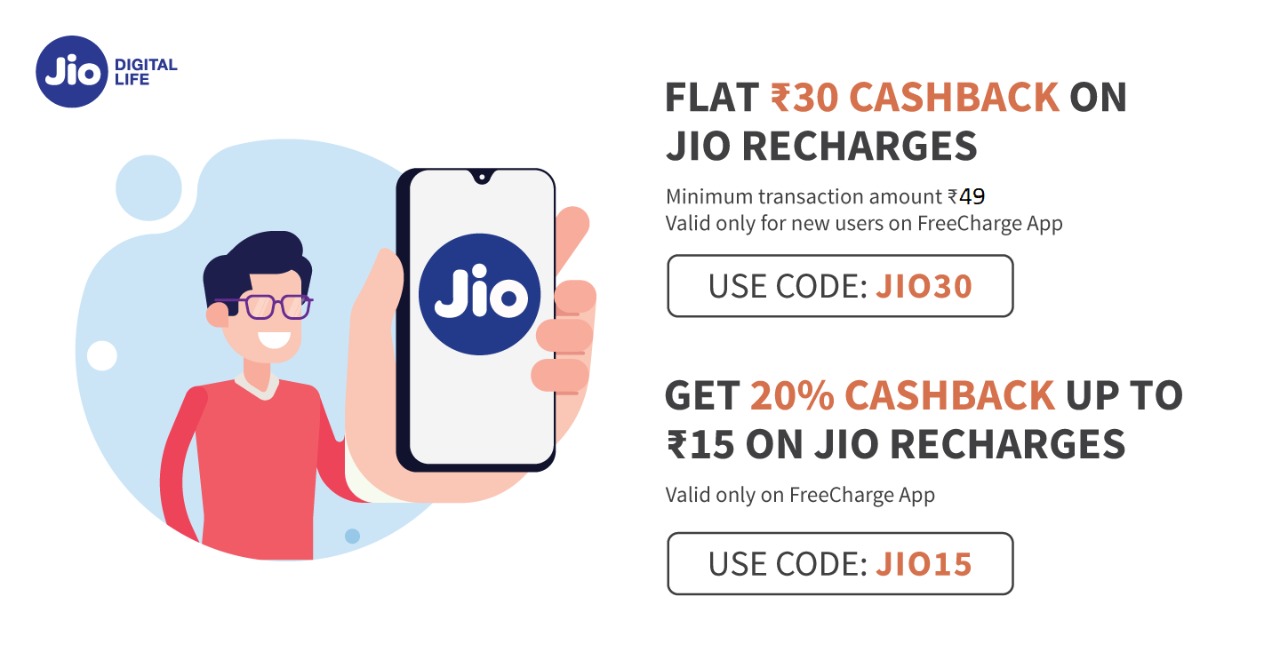 Jio DIGITAL
LIFE
Jio
FLAT ₹30 CASHBACK ON
JIO RECHARGES
Minimum transaction amount ₹49
Valid only for new users on FreeCharge App
USE CODE: JIO30
GET 20% CASHBACK UP TO
₹15 ON JIO RECHARGES
Valid only on FreeCharge App
USE CODE: JIO15